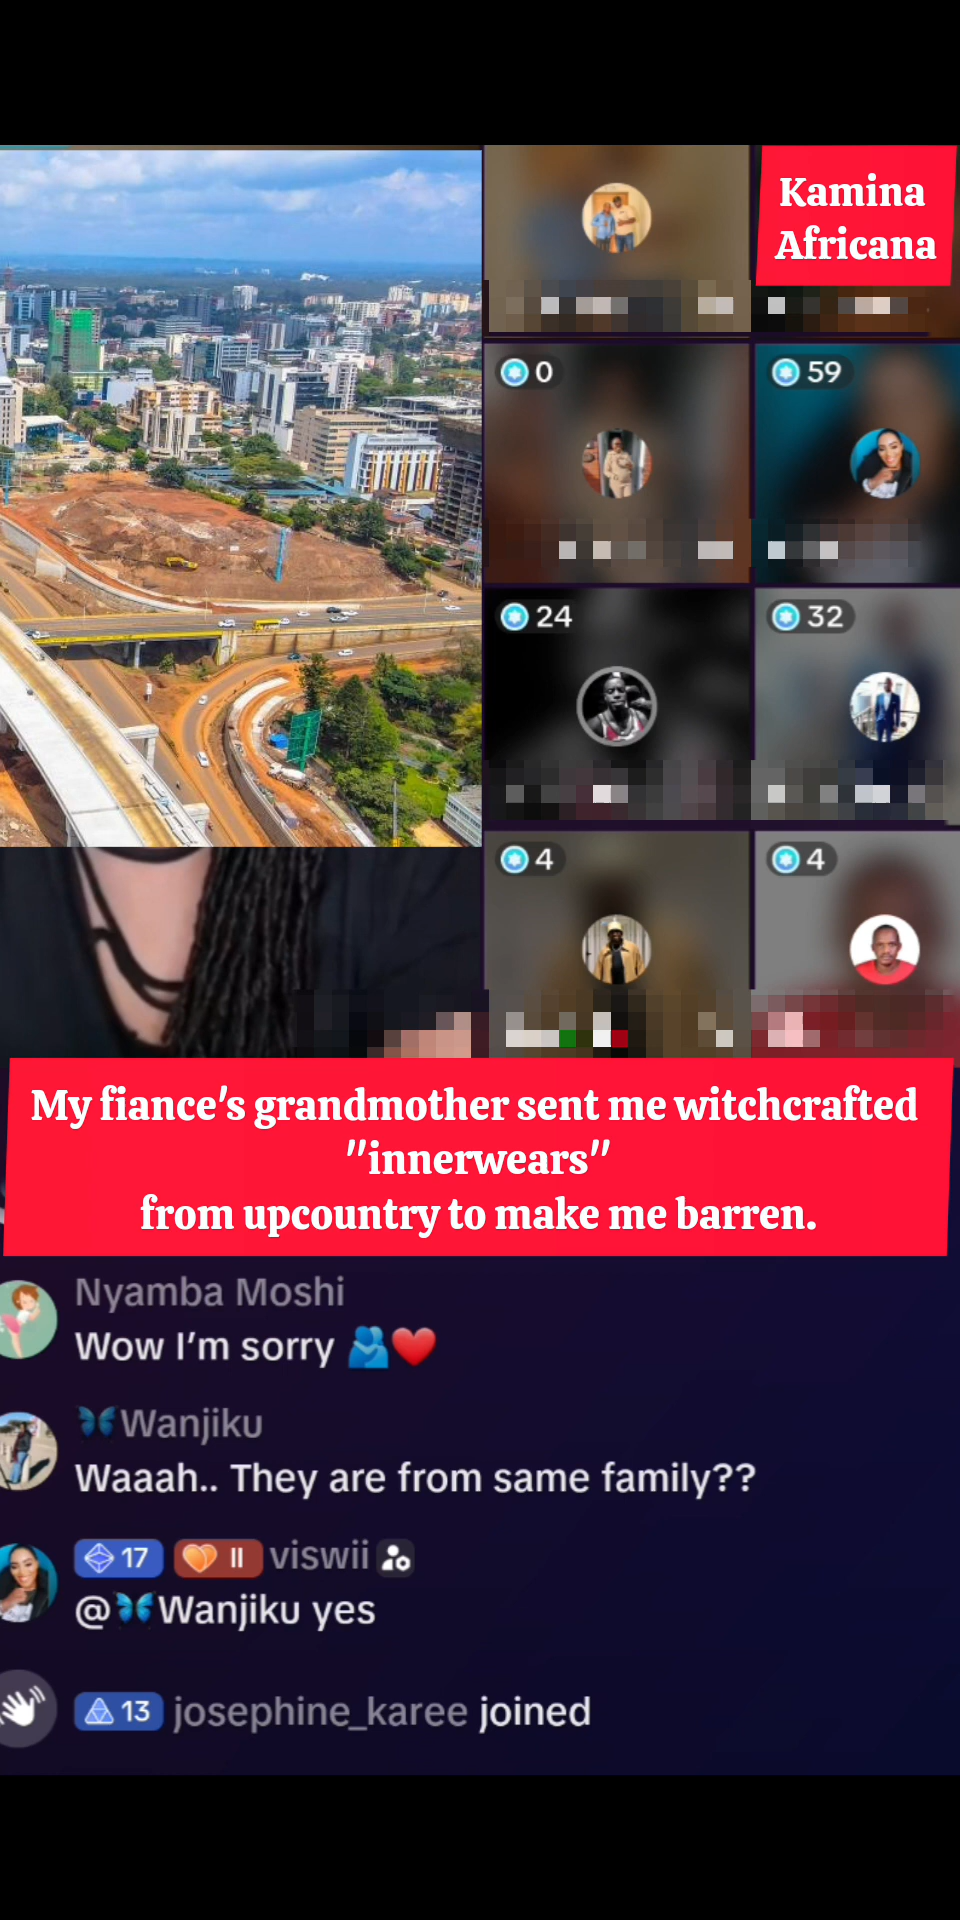 Kamina
Africana
0
59
24
32
4
4
My fiance's grandmother sent me witchcrafted
"innerwears"
from upcountry to make me barren.
Nyamba Moshi
Wow I'm sorry 🫂❤️
🦋Wanjiku
Waaah.. They are from same family??
17 II viswii
@🦋Wanjiku yes
13 josephine_karee joined